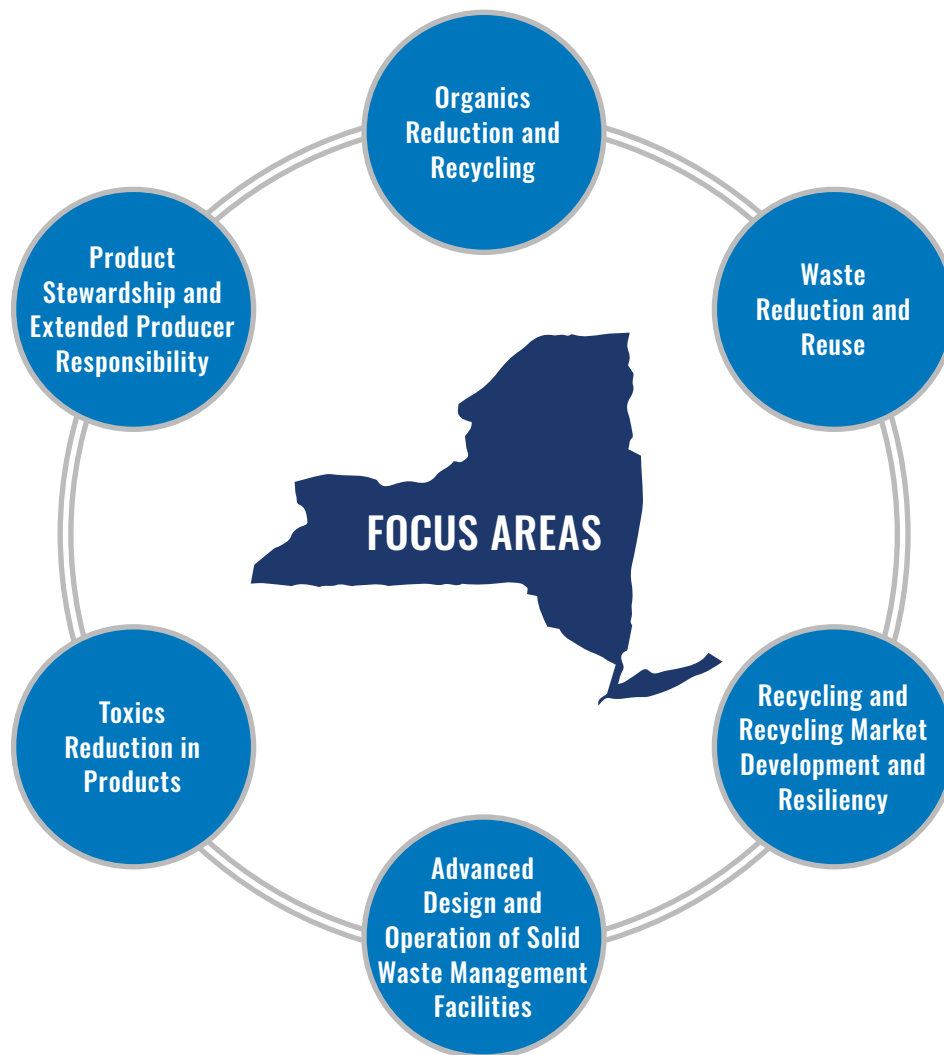 Organics
Reduction and
Recycling
Product
Stewardship and
Extended Producer
Responsibility
Waste
Reduction and
Reuse
FOCUS AREAS
Toxics
Reduction in
Products
Recycling and
Recycling Market
Development and
Resiliency
Advanced
Design and
Operation of Solid
Waste Management
Facilities